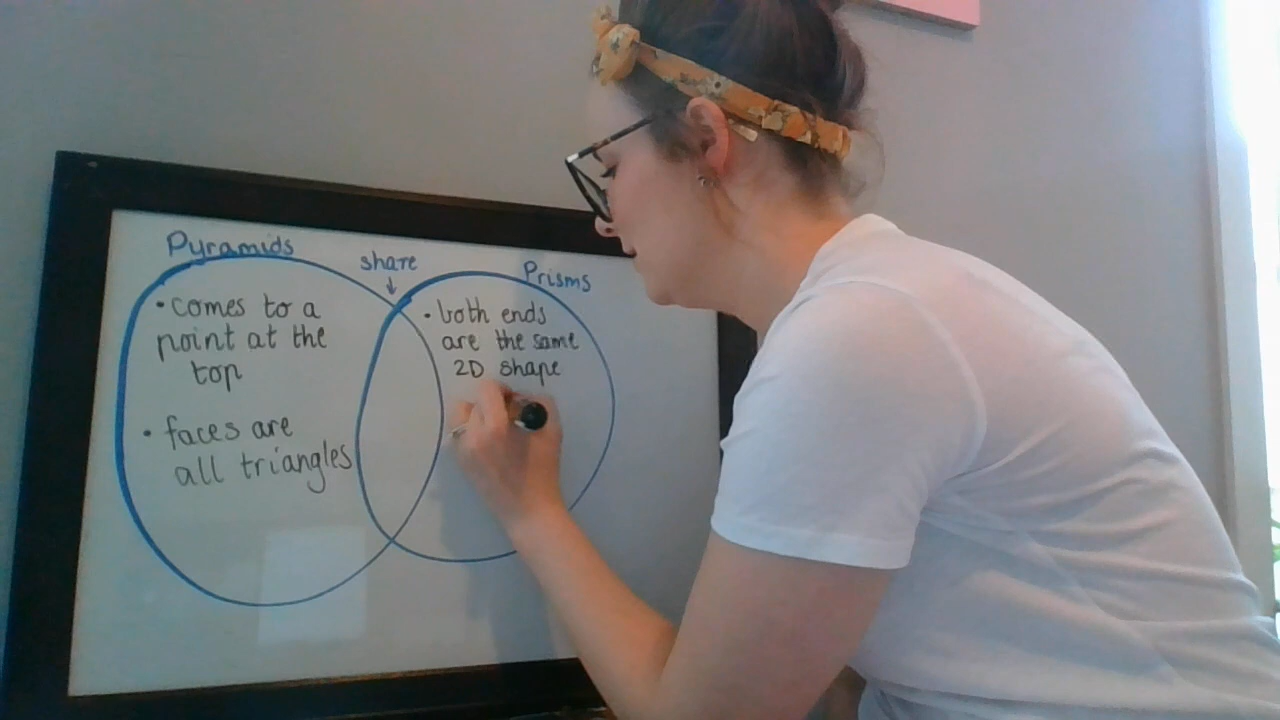 Pyramids
• comes to a
point at the
top
• faces are
all triangles
share
↓
Prisms
• both ends
are the same
2D shape